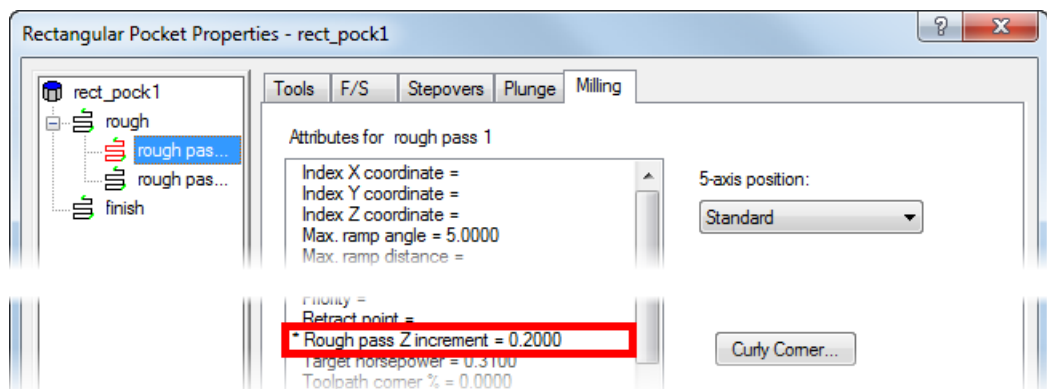 Rectangular Pocket Properties - rect_pock1
rect_pock1
rough
rough pas...
rough pas...
finish
Tools F/S Stepovers Plunge Milling
Attributes for rough pass 1
Index X coordinate =
Index Y coordinate =
Index Z coordinate =
Max. ramp angle = 5.0000
Max. ramp distance =
Priority =
Retract point =
* Rough pass Z increment = 0.2000
Target horsepower = 0.3100
Toolpath corner % = 0.0000
5-axis position:
Standard
Curly Corner...